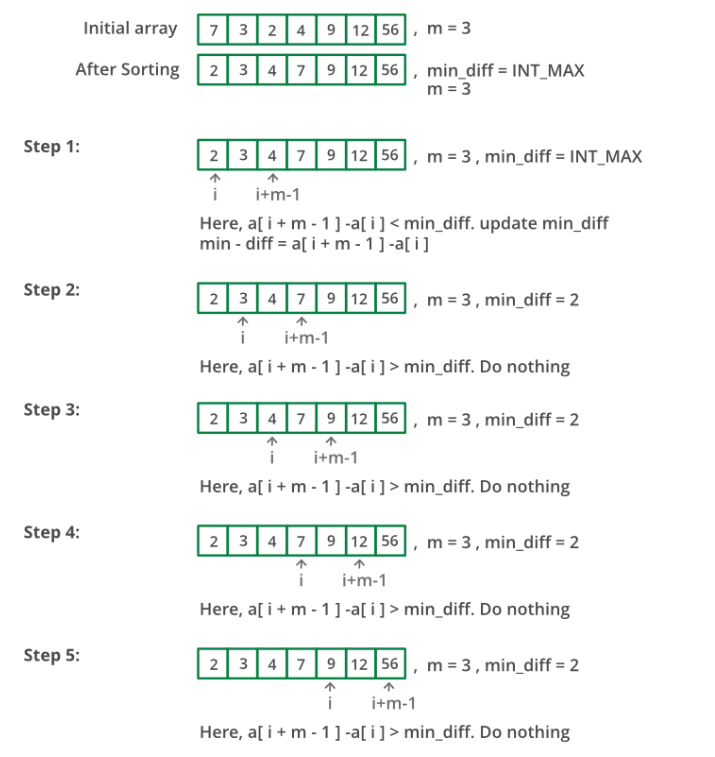 Initial array 7 3 2 4 9 12 56 , m = 3
After Sorting 2 3 4 7 9 12 56 , min_diff = INT_MAX
m = 3
Step 1:
2 3 4 7 9 12 56 , m = 3 , min_diff = INT_MAX
i i+m-1
Here, a[ i + m - 1 ] -a[ i ] < min_diff. update min_diff
min - diff = a[ i + m - 1 ] -a[ i ]
Step 2:
2 3 4 7 9 12 56 , m = 3 , min_diff = 2
i i+m-1
Here, a[ i + m - 1 ] -a[ i ] > min_diff. Do nothing
Step 3:
2 3 4 7 9 12 56 , m = 3 , min_diff = 2
i i+m-1
Here, a[ i + m - 1 ] -a[ i ] > min_diff. Do nothing
Step 4:
2 3 4 7 9 12 56 , m = 3 , min_diff = 2
i i+m-1
Here, a[ i + m - 1 ] -a[ i ] > min_diff. Do nothing
Step 5:
2 3 4 7 9 12 56 , m = 3 , min_diff = 2
i i+m-1
Here, a[ i + m - 1 ] -a[ i ] > min_diff. Do nothing